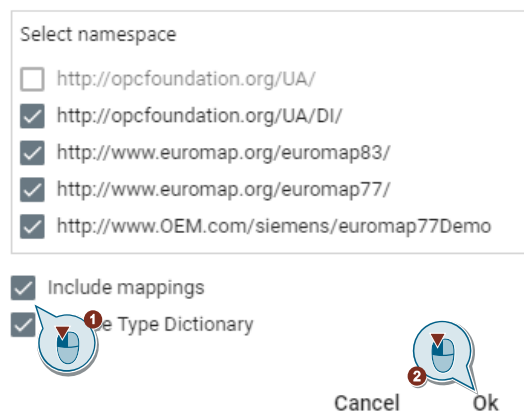 Select namespace
http://opcfoundation.org/UA/
http://opcfoundation.org/UA/DI/
http://www.euromap.org/euromap83/
http://www.euromap.org/euromap77/
http://www.OEM.com/siemens/euromap77Demo
Include mappings
1
Type Dictionary
2
Cancel Ok